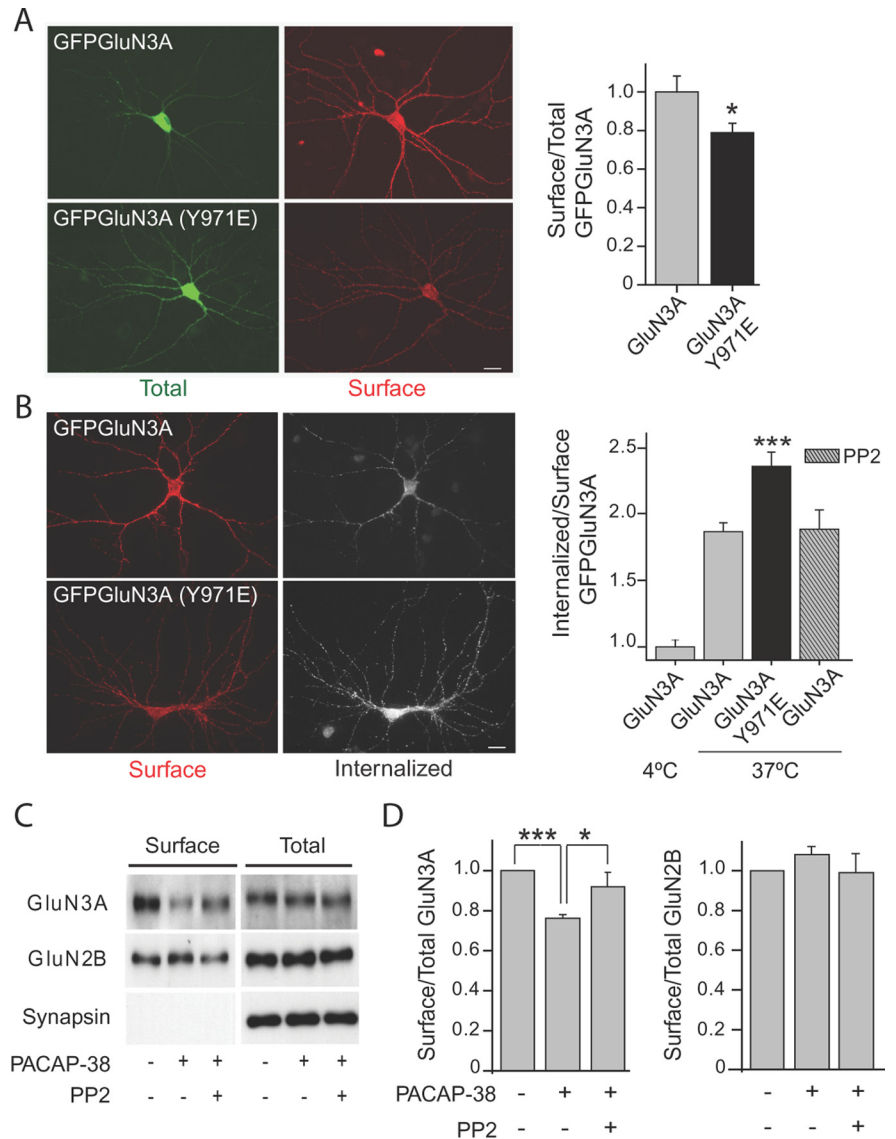 A
GFPGluN3A
GFPGluN3A (Y971E)
Total
Surface
Surface/Total
GFPGluN3A
1.0
0.8
0.6
0.4
0.2
0
*
GluN3A
GluN3A
Y971E
B
GFPGluN3A
GFPGluN3A (Y971E)
Surface
Internalized
Internalized/Surface
GFPGluN3A
2.5
2.0
1.5
1.0
***
PP2
GluN3A
GluN3A
GluN3A
Y971E
GluN3A
4ºC
37ºC
C
Surface
Total
GluN3A
GluN2B
Synapsin
PACAP-38 - + + - + +
PP2 - - + - - +
D
Surface/Total GluN3A
1.0
0.8
0.6
0.4
0.2
0
***
*
PACAP-38 - + +
PP2 +
Surface/Total GluN2B
1.0
0.8
0.6
0.4
0.2
0
- + +
+